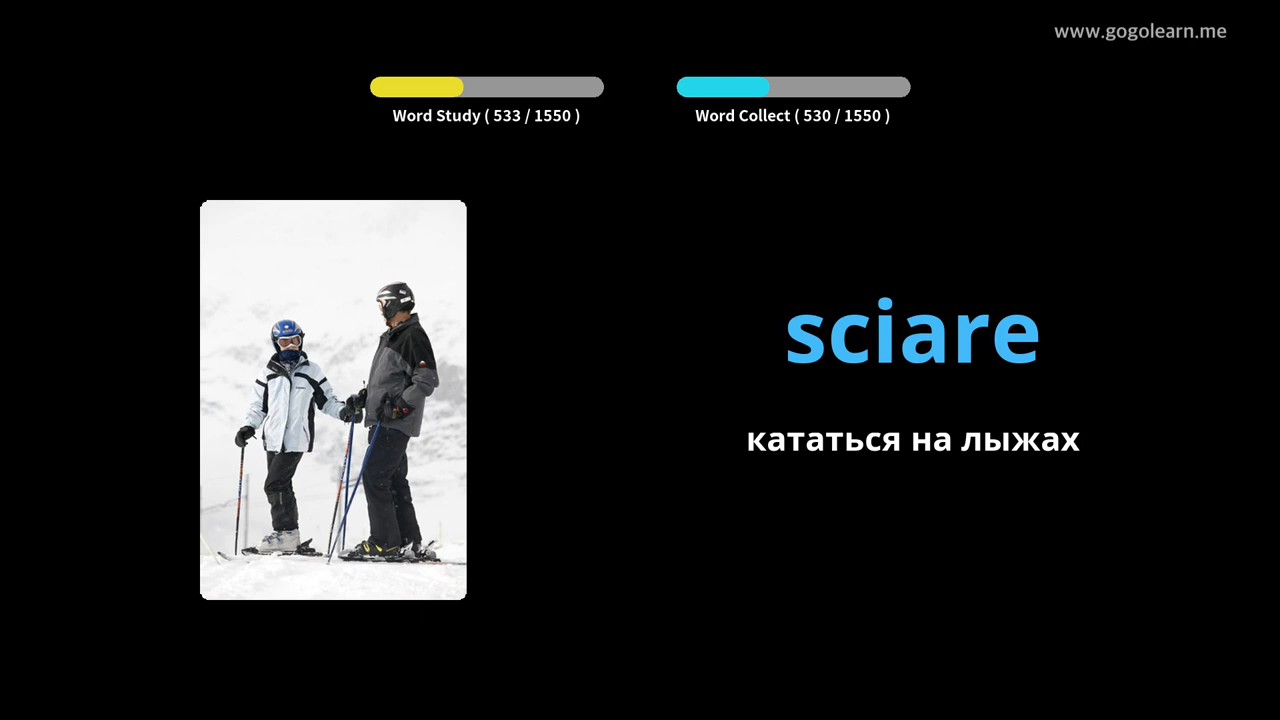 www.gogolearn.me
Word Study ( 533 / 1550 )
Word Collect ( 530 / 1550 )
sciare
кататься на лыжах